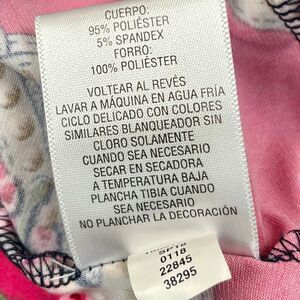 CUERPO:
95% POLIÉSTER
5% SPANDEX
FORRO:
100% POLIÉSTER
VOLTEAR AL REVÉS
LAVAR A MÁQUINA EN AGUA FRÍA
CICLO DELICADO CON COLORES
SIMILARES BLANQUEADOR SIN
CLORO SOLAMENTE
CUANDO SEA NECESARIO
SECAR EN SECADORA
A TEMPERATURA BAJA
PLANCHA TIBIA CUANDO
SEA NECESARIO
NO PLANCHAR LA DECORACIÓN
0118
22845
38295